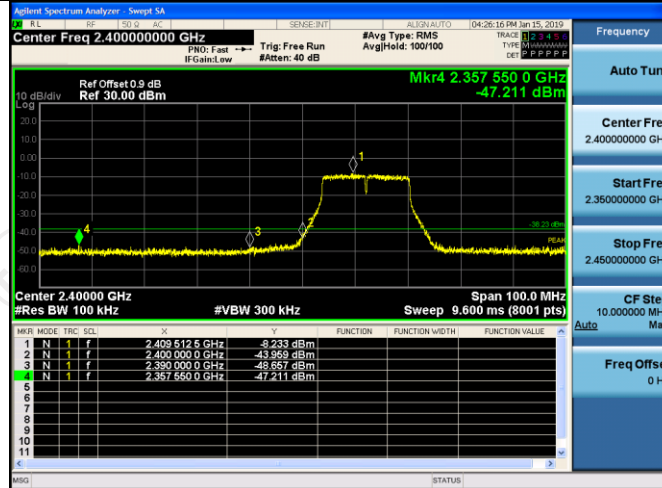 Agilent Spectrum Analyzer - Swept SA
RL RF 50 Ω AC SENSE:INT ALIGN AUTO 04:26:16 PM Jan 15, 2019
Center Freq 2.400000000 GHz
PNO: Fast
IFGain:Low
Trig: Free Run
#Atten: 40 dB
#Avg Type: RMS
Avg|Hold: 100/100
TRACE 1 2 3 4 5 6
TYPE M
DET P P P P P P
Frequency
Ref Offset 0.9 dB
10 dB/div Ref 30.00 dBm
Log
Mkr4 2.357 550 0 GHz
-47.211 dBm
20.0
10.0
0.00
-10.0
-20.0
-30.0
-40.0
-50.0
-60.0
1
2
3
4
-38.23 dBm
PEAK
Center 2.40000 GHz Span 100.0 MHz
#Res BW 100 kHz #VBW 300 kHz Sweep 9.600 ms (8001 pts)
MKR MODE TRC SCL X Y FUNCTION FUNCTION WIDTH FUNCTION VALUE
1 N 1 f 2.409 512 5 GHz -8.233 dBm
2 N 1 f 2.400 000 0 GHz -43.959 dBm
3 N 1 f 2.390 000 0 GHz -48.657 dBm
4 N 1 f 2.357 550 0 GHz -47.211 dBm
5
6
7
8
9
10
11
MSG STATUS
Auto Tun
Center Fre
2.400000000 GH
Start Fre
2.350000000 GH
Stop Fre
2.450000000 GH
CF Ste
10.000000 MH
Auto Ma
Freq Offse
0 H